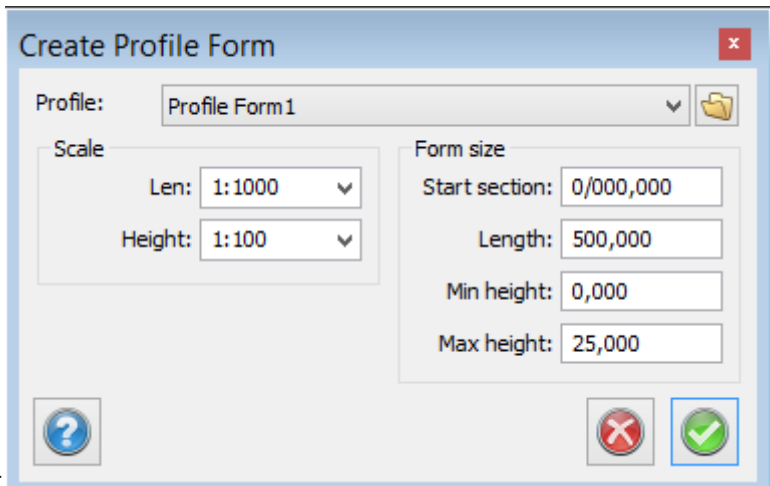 Create Profile Form
x
Profile: Profile Form1
Scale
Len: 1:1000
Height: 1:100
Form size
Start section: 0/000,000
Length: 500,000
Min height: 0,000
Max height: 25,000
?